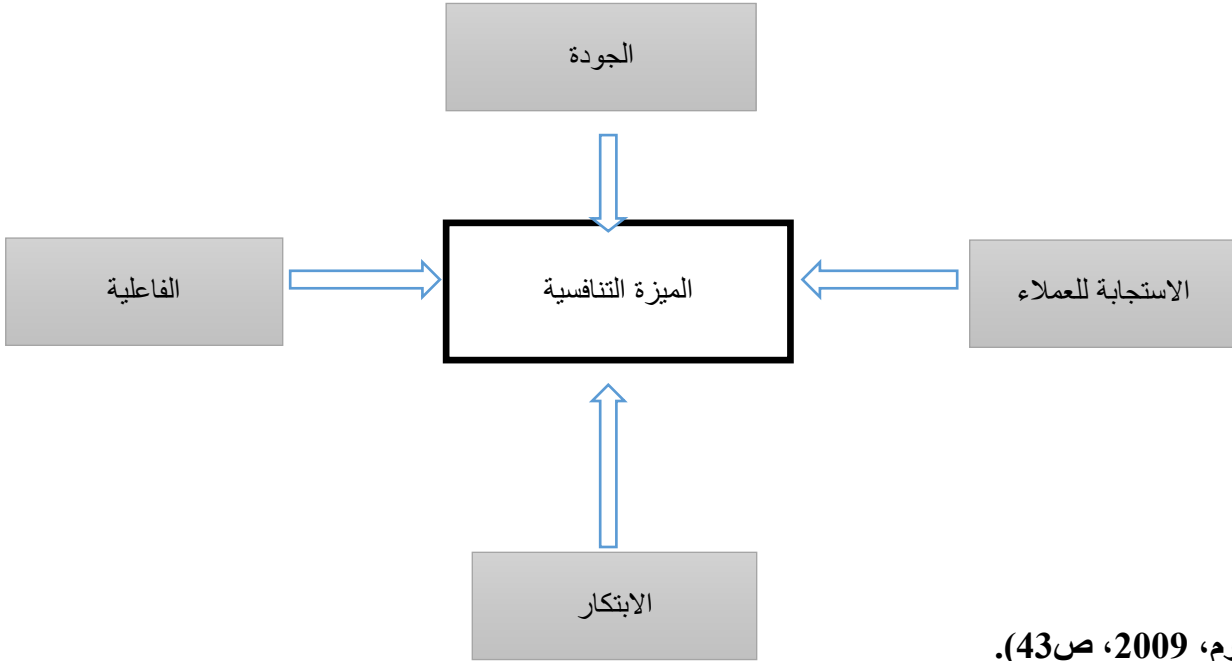 الجودة
الاستجابة للعملاء
الميزة التنافسية
الفاعلية
الابتكار
، 2009، ص43).